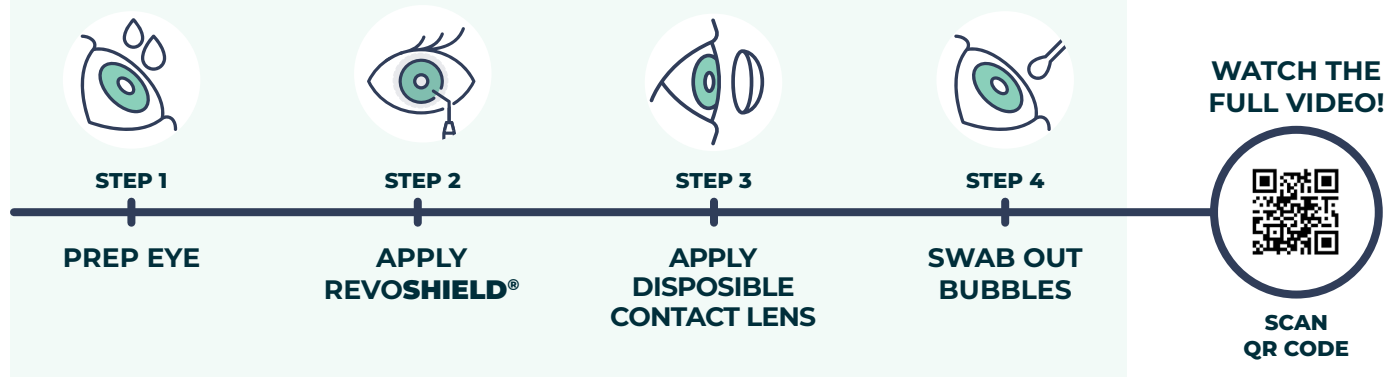 STEP 1
PREP EYE
STEP 2
APPLY
REVOSHIELD®
STEP 3
APPLY
DISPOSIBLE
CONTACT LENS
STEP 4
SWAB OUT
BUBBLES
WATCH THE
FULL VIDEO!
SCAN
QR CODE